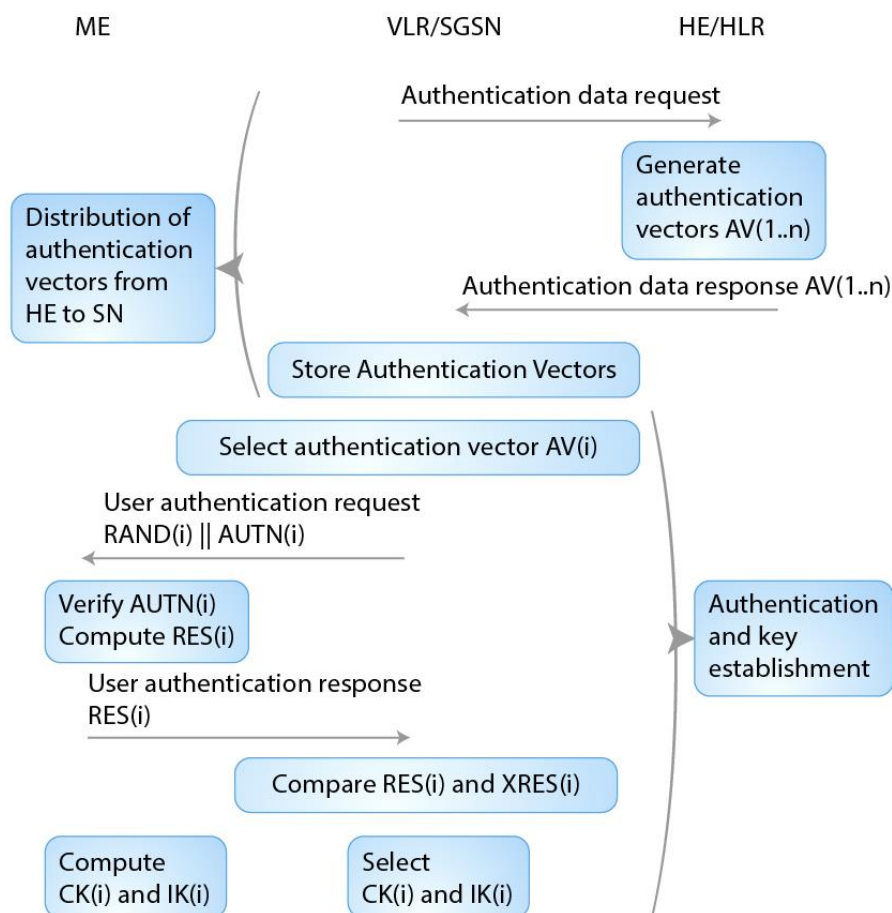 ME
VLR/SGSN
HE/HLR
Authentication data request
Generate
authentication
vectors AV(1..n)
Distribution of
authentication
vectors from
HE to SN
Authentication data response AV(1..n)
Store Authentication Vectors
Select authentication vector AV(i)
User authentication request
RAND(i) || AUTN(i)
Verify AUTN(i)
Compute RES(i)
Authentication
and key
establishment
User authentication response
RES(i)
Compare RES(i) and XRES(i)
Compute
CK(i) and IK(i)
Select
CK(i) and IK(i)